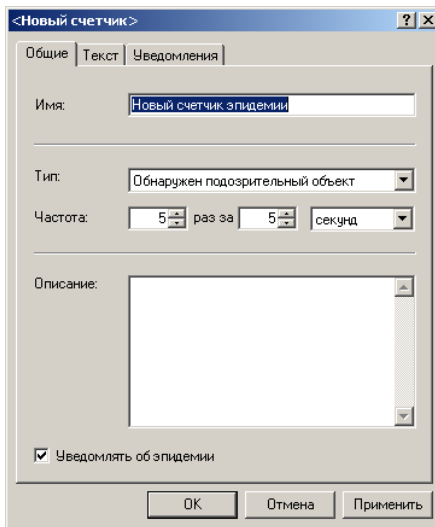 <Новый счетчик>
Общие Текст Уведомления
Имя: Новый счетчик эпидемии
Тип: Обнаружен подозрительный объект
Частота: 5 раз за 5 секунд
Описание:
Уведомлять об эпидемии
OK Отмена Применить